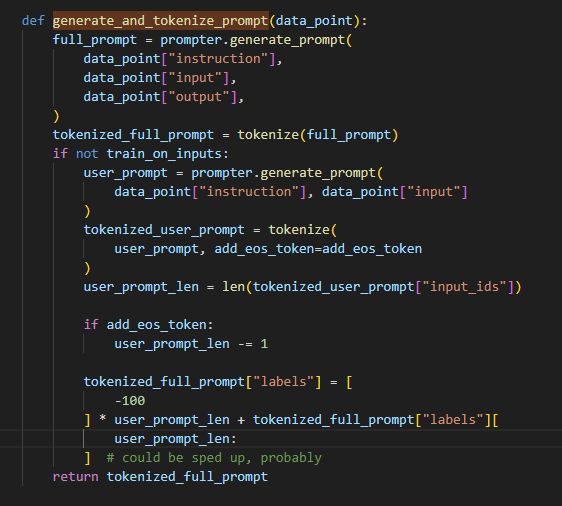 def generate_and_tokenize_prompt(data_point):
    full_prompt = prompter.generate_prompt(
        data_point["instruction"],
        data_point["input"],
        data_point["output"],
    )
    tokenized_full_prompt = tokenize(full_prompt)
    if not train_on_inputs:
        user_prompt = prompter.generate_prompt(
            data_point["instruction"], data_point["input"]
        )
        tokenized_user_prompt = tokenize(
            user_prompt, add_eos_token=add_eos_token
        )
        user_prompt_len = len(tokenized_user_prompt["input_ids"])

        if add_eos_token:
            user_prompt_len -= 1

        tokenized_full_prompt["labels"] = [
            -100
        ] * user_prompt_len + tokenized_full_prompt["labels"][
            user_prompt_len:
        ]  # could be sped up, probably
    return tokenized_full_prompt